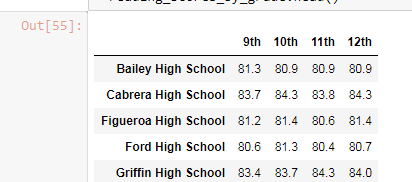 Out[55]:
9th 10th 11th 12th
Bailey High School 81.3 80.9 80.9 80.9
Cabrera High School 83.7 84.3 83.8 84.3
Figueroa High School 81.2 81.4 80.6 81.4
Ford High School 80.6 81.3 80.4 80.7
Griffin High School 83.4 83.7 84.3 84.0